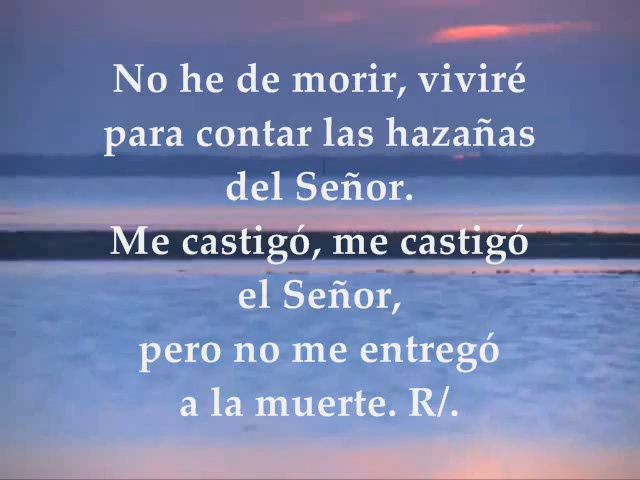 No he de morir, viviré
para contar las hazañas
del Señor.
Me castigó, me castigó
el Señor,
pero no me entregó
a la muerte. R/.